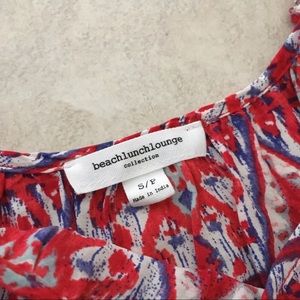 beachlunchlounge
collection
S/P
Made in India